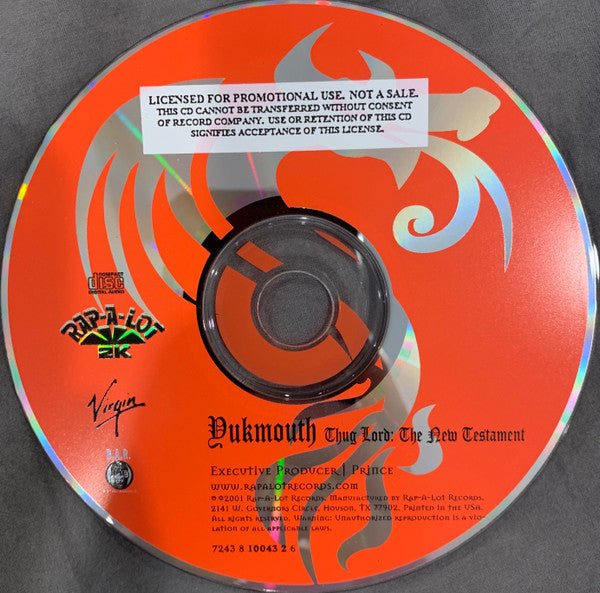 LICENSED FOR PROMOTIONAL USE. NOT A SALE.
THIS CD CANNOT BE TRANSFERRED WITHOUT CONSENT
OF RECORD COMPANY. USE OR RETENTION OF THIS CD
SIGNIFIES ACCEPTANCE OF THIS LICENSE.
COMPACT
disc
DIGITAL AUDIO
RAP-A-LOT
2K
Virgin
Yukmouth Thug Lord: The New Testament
Executive Producer | Prince
www.rapalotrecords.com
℗©2001 Rap-A-Lot Records. Manufactured by Rap-A-Lot Records,
2141 W. Governors Circle, Houson, TX 77902. Printed in the USA.
All rights reserved. Warning: Unauthorized reproduction is a vio-
lation of all applicable laws.
7243 8 10043 2 6